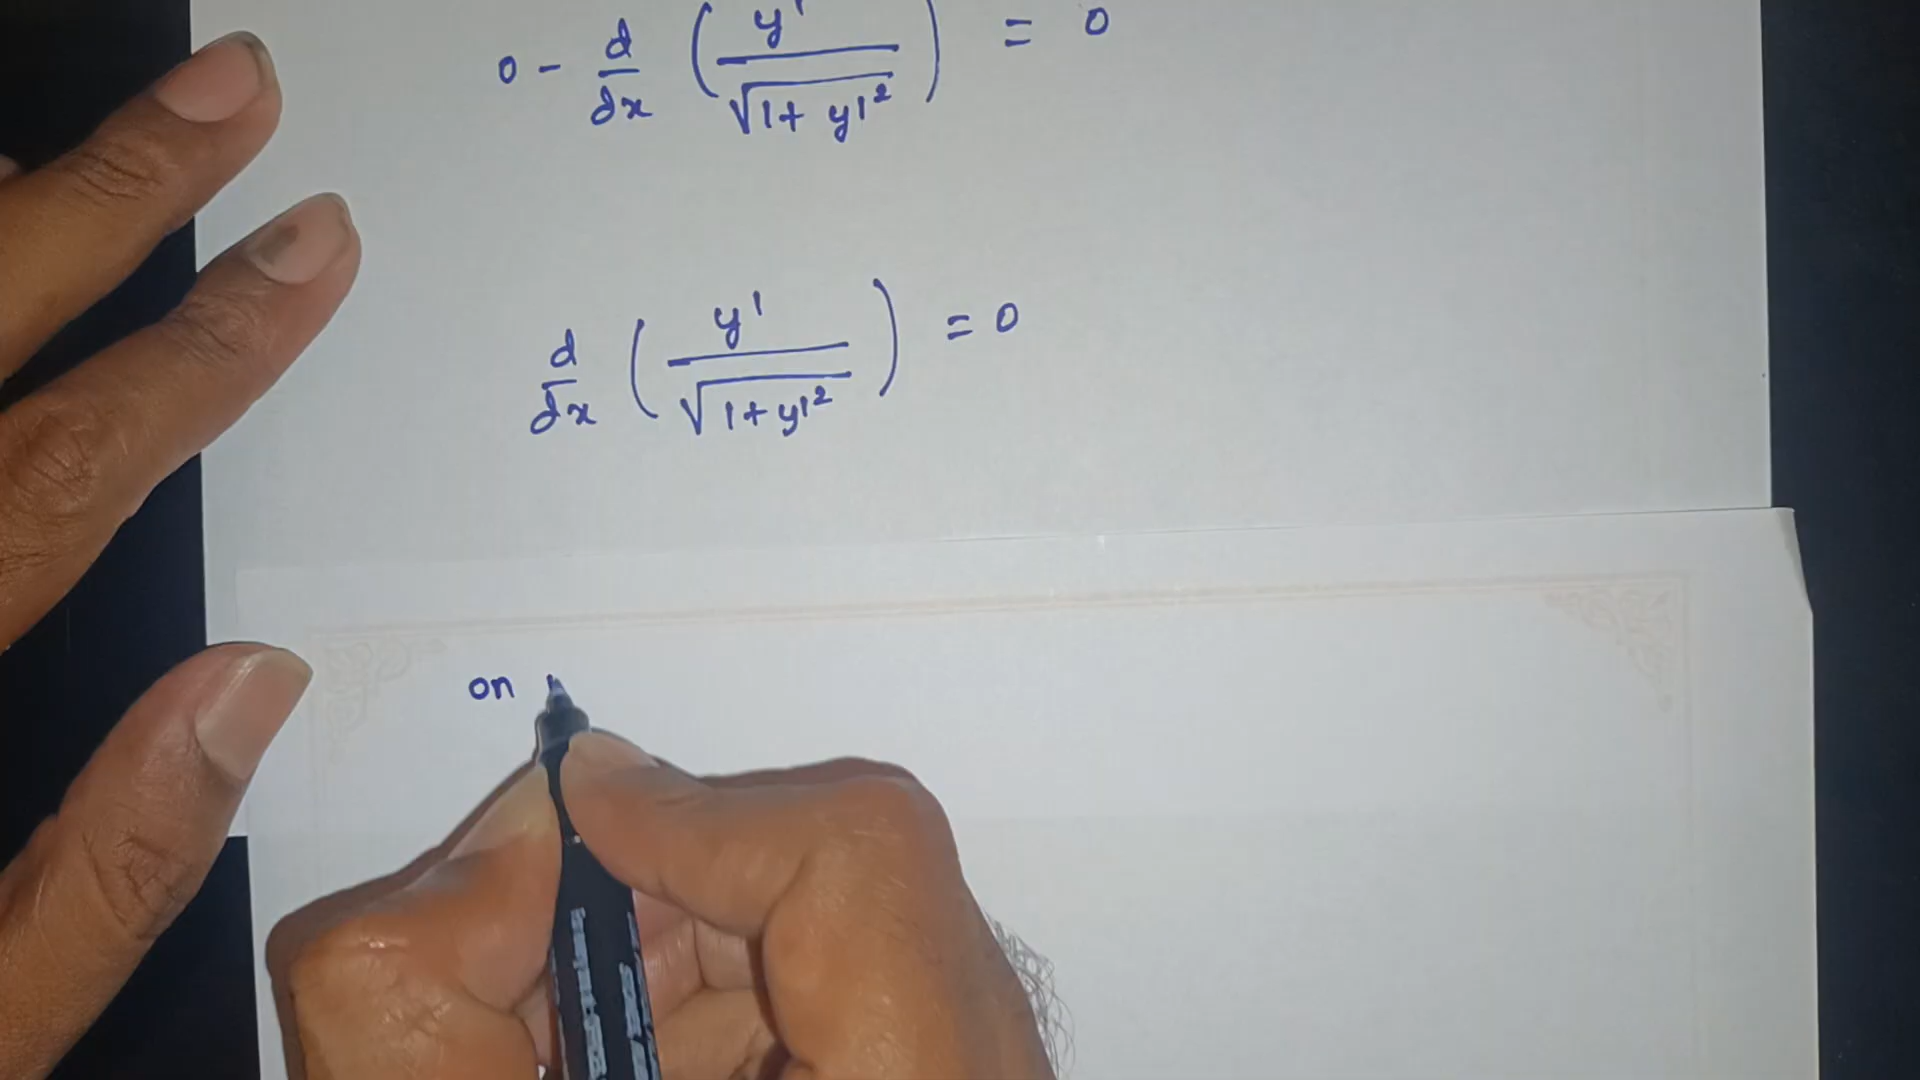 0 - d/dx ( y' / √1+ y'² ) = 0
d/dx ( y' / √1+y'² ) = 0
on